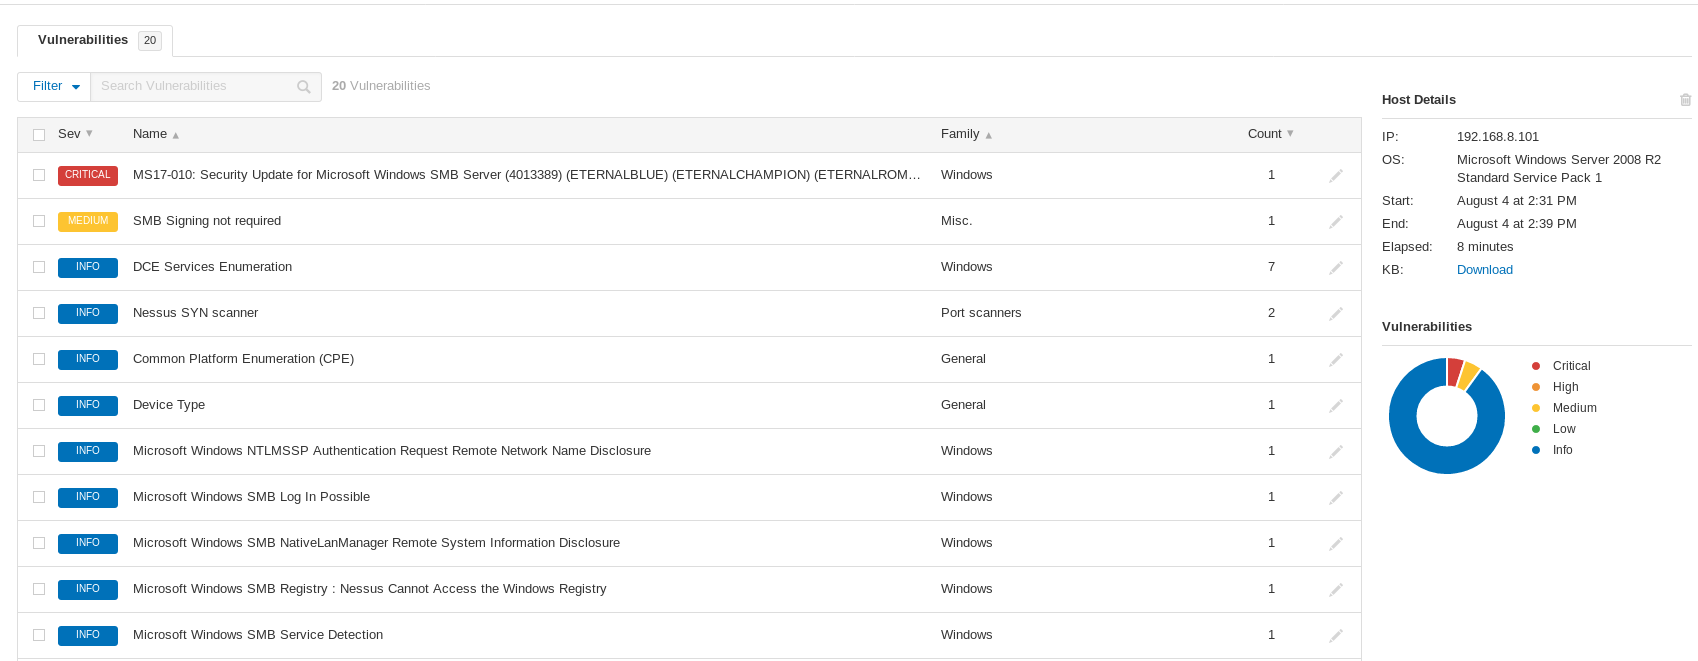 Vulnerabilities 20
Filter Search Vulnerabilities 20 Vulnerabilities
Sev Name Family Count
CRITICAL MS17-010: Security Update for Microsoft Windows SMB Server (4013389) (ETERNALBLUE) (ETERNALCHAMPION) (ETERNALROM… Windows 1
MEDIUM SMB Signing not required Misc. 1
INFO DCE Services Enumeration Windows 7
INFO Nessus SYN scanner Port scanners 2
INFO Common Platform Enumeration (CPE) General 1
INFO Device Type General 1
INFO Microsoft Windows NTLMSSP Authentication Request Remote Network Name Disclosure Windows 1
INFO Microsoft Windows SMB Log In Possible Windows 1
INFO Microsoft Windows SMB NativeLanManager Remote System Information Disclosure Windows 1
INFO Microsoft Windows SMB Registry : Nessus Cannot Access the Windows Registry Windows 1
INFO Microsoft Windows SMB Service Detection Windows 1
Host Details
IP: 192.168.8.101
OS: Microsoft Windows Server 2008 R2
Standard Service Pack 1
Start: August 4 at 2:31 PM
End: August 4 at 2:39 PM
Elapsed: 8 minutes
KB: Download
Vulnerabilities
Critical
High
Medium
Low
Info